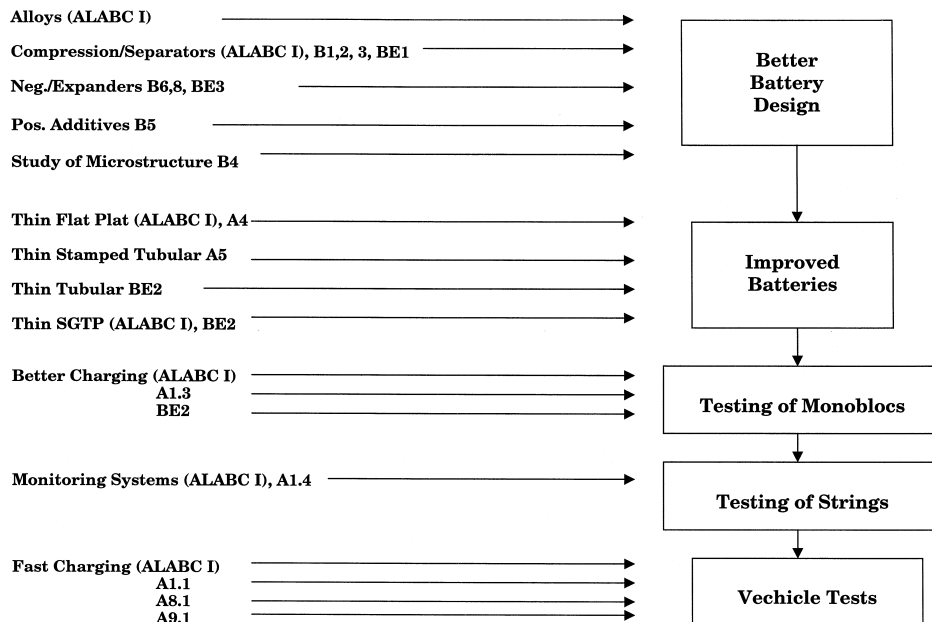 Alloys (ALABC I)
Compression/Separators (ALABC I), B1,2, 3, BE1
Neg./Expanders B6,8, BE3
Pos. Additives B5
Study of Microstructure B4
Better
Battery
Design
Thin Flat Plat (ALABC I), A4
Thin Stamped Tubular A5
Thin Tubular BE2
Thin SGTP (ALABC I), BE2
Improved
Batteries
Better Charging (ALABC I)
A1.3
BE2
Testing of Monoblocs
Monitoring Systems (ALABC I), A1.4
Testing of Strings
Fast Charging (ALABC I)
A1.1
A8.1
A9.1
Vechicle Tests